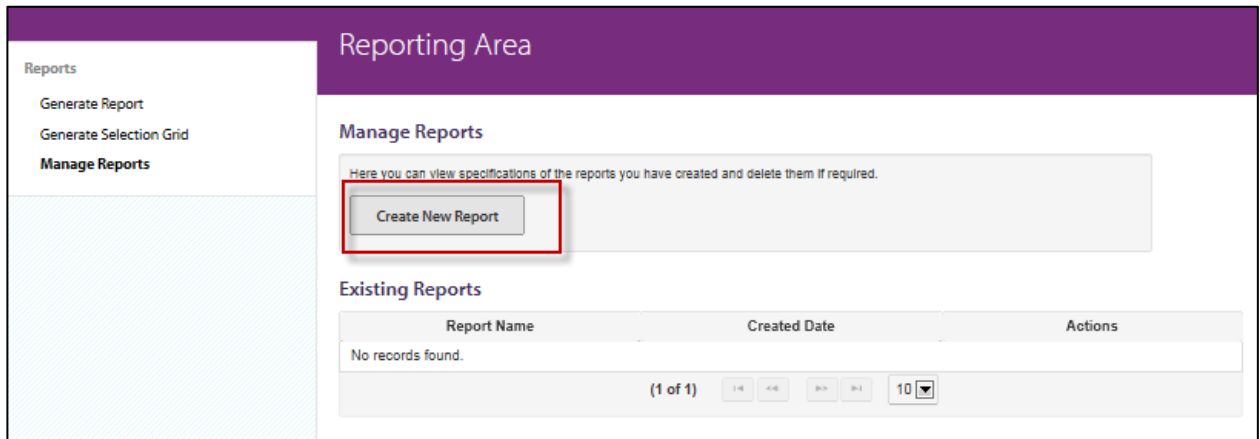 Reporting Area
Reports
Generate Report
Generate Selection Grid
Manage Reports
Manage Reports
Here you can view specifications of the reports you have created and delete them if required.
Create New Report
Existing Reports
Report Name Created Date Actions
No records found.
(1 of 1) 10